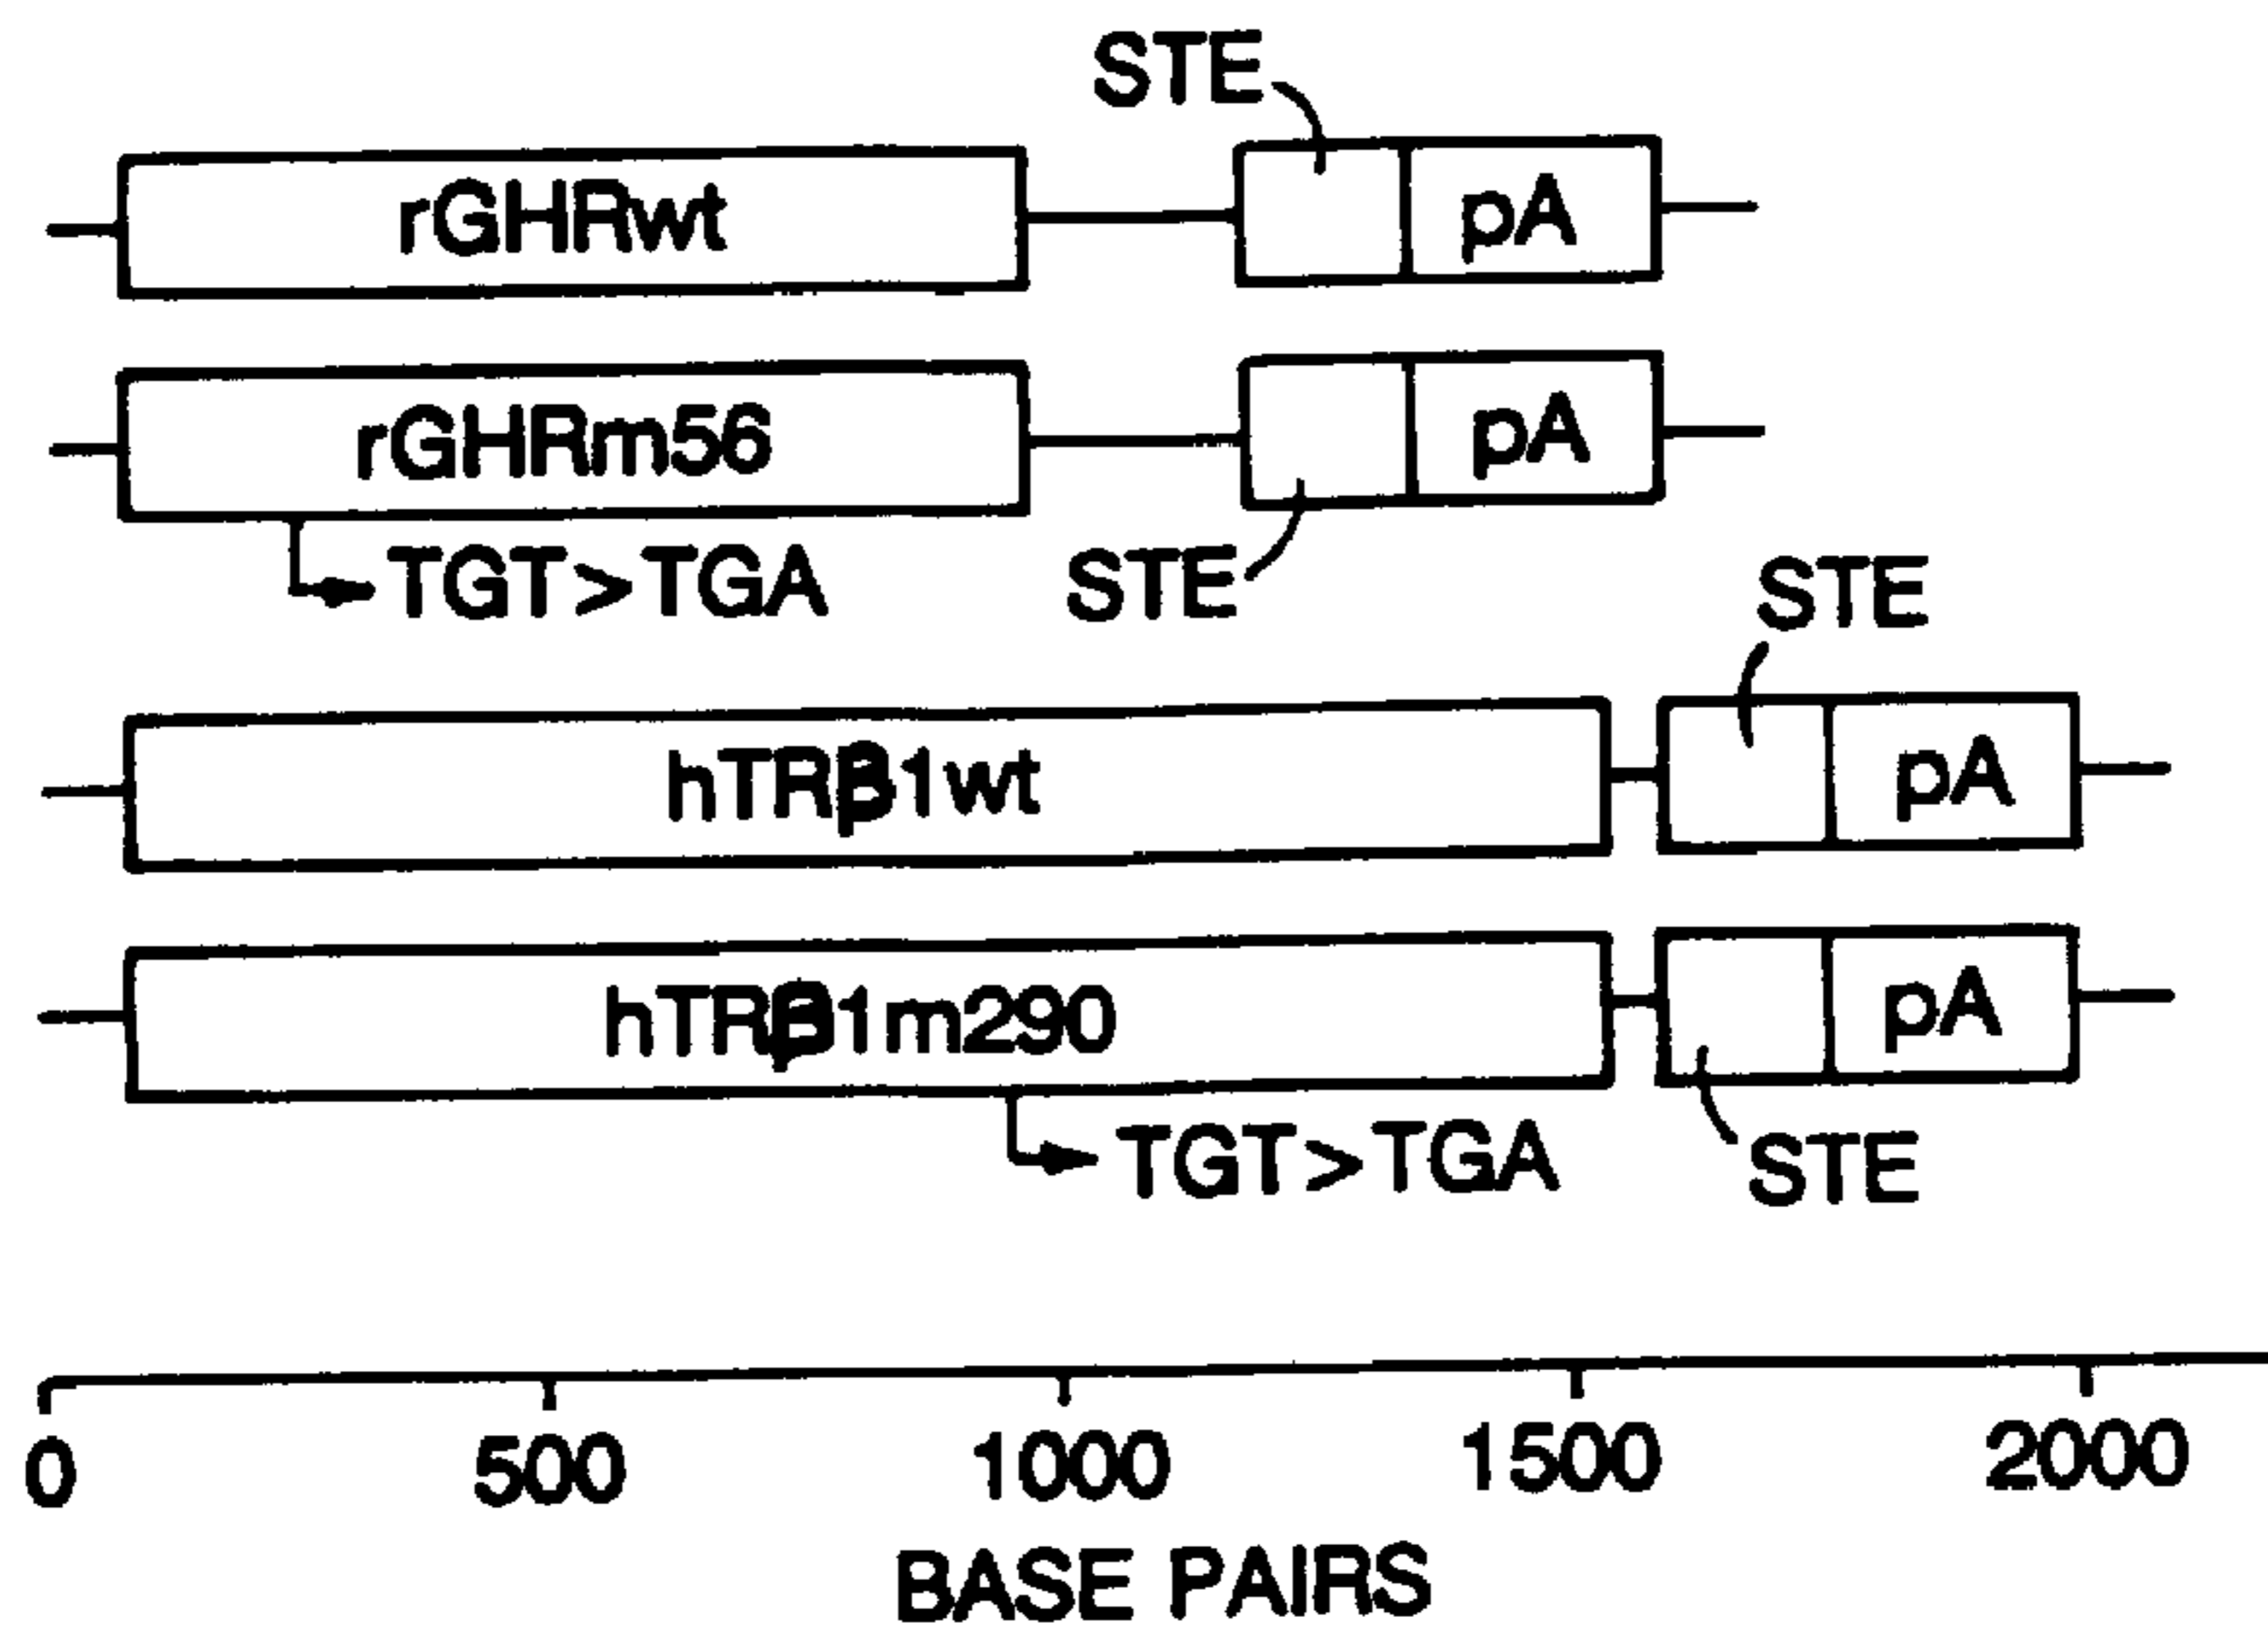 STE
rGHRwt
pA
rGHRm56
pA
TGT>TGA
STE
STE
hTRβ1wt
pA
hTRβ1m290
pA
TGT>TGA
STE
0 500 1000 1500 2000
BASE PAIRS